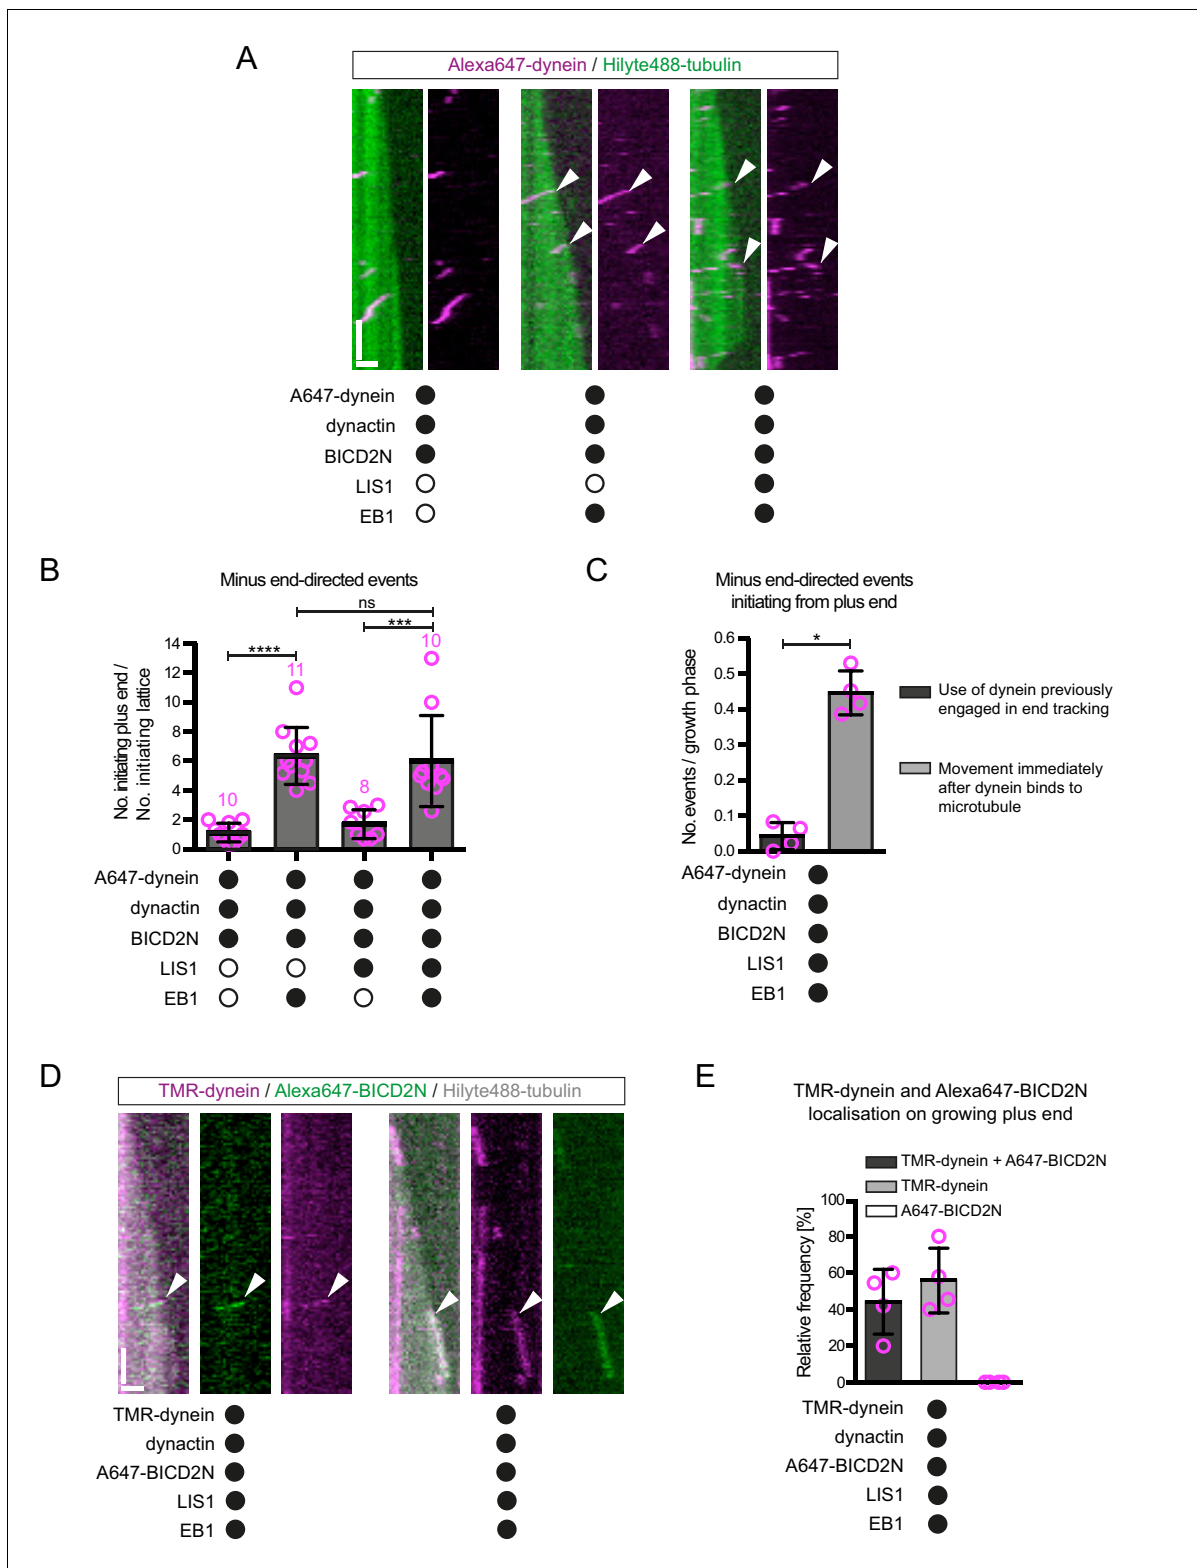 A
Alexa647-dynein / Hilyte488-tubulin
A647-dynein
dynactin
BICD2N
LIS1
EB1
B
Minus end-directed events
ns
****
***
No. initiating plus end /
No. initiating lattice
14
12
10
8
6
4
2
0
10
11
8
10
A647-dynein
dynactin
BICD2N
LIS1
EB1
C
Minus end-directed events
initiating from plus end
*
No. events / growth phase
0.6
0.5
0.4
0.3
0.2
0.1
0.0
Use of dynein previously
engaged in end tracking
Movement immediately
after dynein binds to
microtubule
A647-dynein
dynactin
BICD2N
LIS1
EB1
D
TMR-dynein / Alexa647-BICD2N / Hilyte488-tubulin
TMR-dynein
dynactin
A647-BICD2N
LIS1
EB1
E
TMR-dynein and Alexa647-BICD2N
localisation on growing plus end
TMR-dynein + A647-BICD2N
TMR-dynein
A647-BICD2N
Relative frequency [%]
100
80
60
40
20
0
TMR-dynein
dynactin
A647-BICD2N
LIS1
EB1